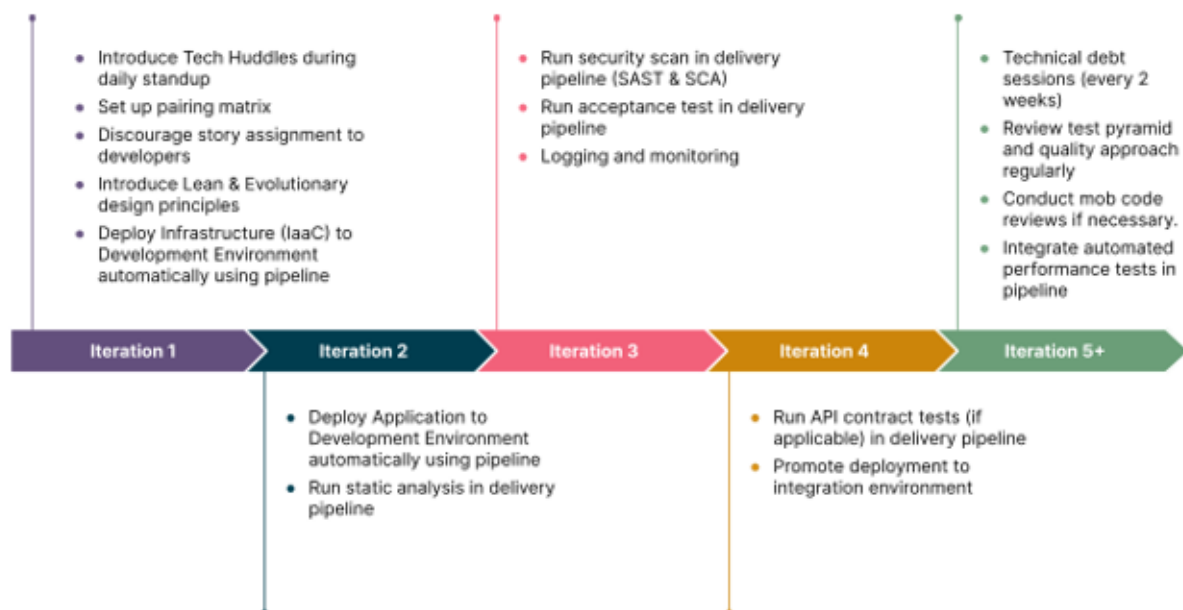 • Introduce Tech Huddles during
daily standup
• Set up pairing matrix
• Discourage story assignment to
developers
• Introduce Lean & Evolutionary
design principles
• Deploy Infrastructure (IaaC) to
Development Environment
automatically using pipeline
• Run security scan in delivery
pipeline (SAST & SCA)
• Run acceptance test in delivery
pipeline
• Logging and monitoring
• Technical debt
sessions (every 2
weeks)
• Review test pyramid
and quality approach
regularly
• Conduct mob code
reviews if necessary.
• Integrate automated
performance tests in
pipeline
Iteration 1
Iteration 2
Iteration 3
Iteration 4
Iteration 5+
• Deploy Application to
Development Environment
automatically using pipeline
• Run static analysis in delivery
pipeline
• Run API contract tests (if
applicable) in delivery pipeline
• Promote deployment to
integration environment